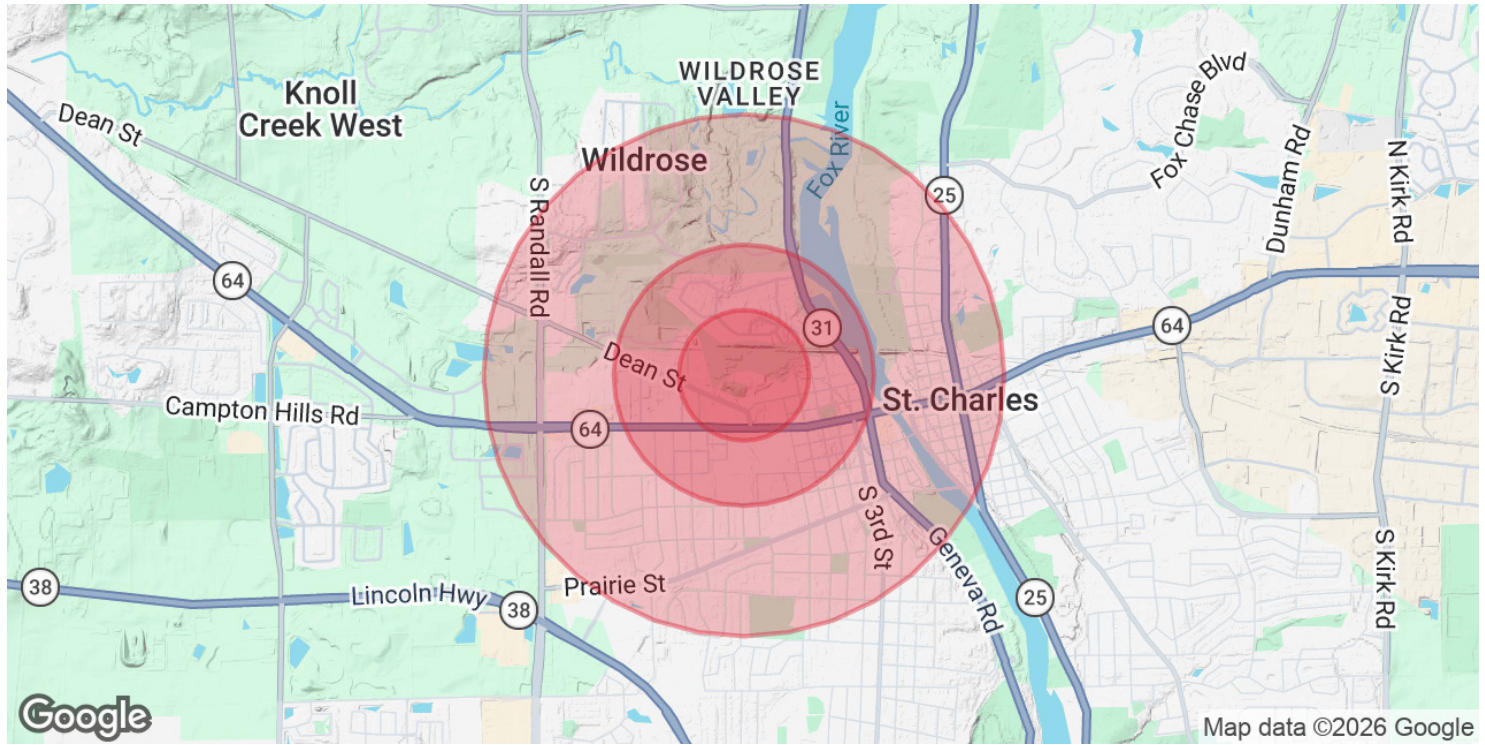 WILDROSE
VALLEY
Knoll
Creek West
Dean St
Fox Chase Blvd
Dunham Rd
N Kirk Rd
Wildrose
Fox River
25
S Randall Rd
64
31
64
S Kirk Rd
Dean St
St. Charles
Campton Hills Rd
64
S 3rd St
Geneva Rd
S Kirk Rd
38
Lincoln Hwy
38
Prairie St
25
Google
Map data ©2026 Google